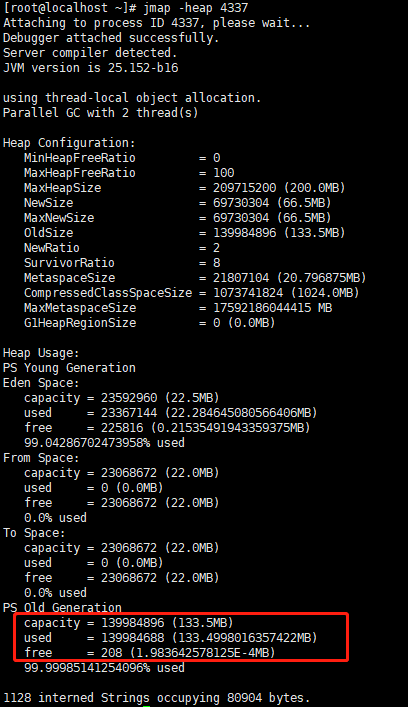 [root@localhost ~]# jmap -heap 4337
Attaching to process ID 4337, please wait...
Debugger attached successfully.
Server compiler detected.
JVM version is 25.152-b16
using thread-local object allocation.
Parallel GC with 2 thread(s)
Heap Configuration:
MinHeapFreeRatio = 0
MaxHeapFreeRatio = 100
MaxHeapSize = 209715200 (200.0MB)
NewSize = 69730304 (66.5MB)
MaxNewSize = 69730304 (66.5MB)
OldSize = 139984896 (133.5MB)
NewRatio = 2
SurvivorRatio = 8
MetaspaceSize = 21807104 (20.796875MB)
CompressedClassSpaceSize = 1073741824 (1024.0MB)
MaxMetaspaceSize = 17592186044415 MB
G1HeapRegionSize = 0 (0.0MB)
Heap Usage:
PS Young Generation
Eden Space:
capacity = 23592960 (22.5MB)
used = 23367144 (22.284645080566406MB)
free = 225816 (0.21535491943359375MB)
99.04286702473958% used
From Space:
capacity = 23068672 (22.0MB)
used = 0 (0.0MB)
free = 23068672 (22.0MB)
0.0% used
To Space:
capacity = 23068672 (22.0MB)
used = 0 (0.0MB)
free = 23068672 (22.0MB)
0.0% used
PS Old Generation
capacity = 139984896 (133.5MB)
used = 139984688 (133.4998016357422MB)
free = 208 (1.983642578125E-4MB)
99.99985141254096% used
1128 interned Strings occupying 80904 bytes.